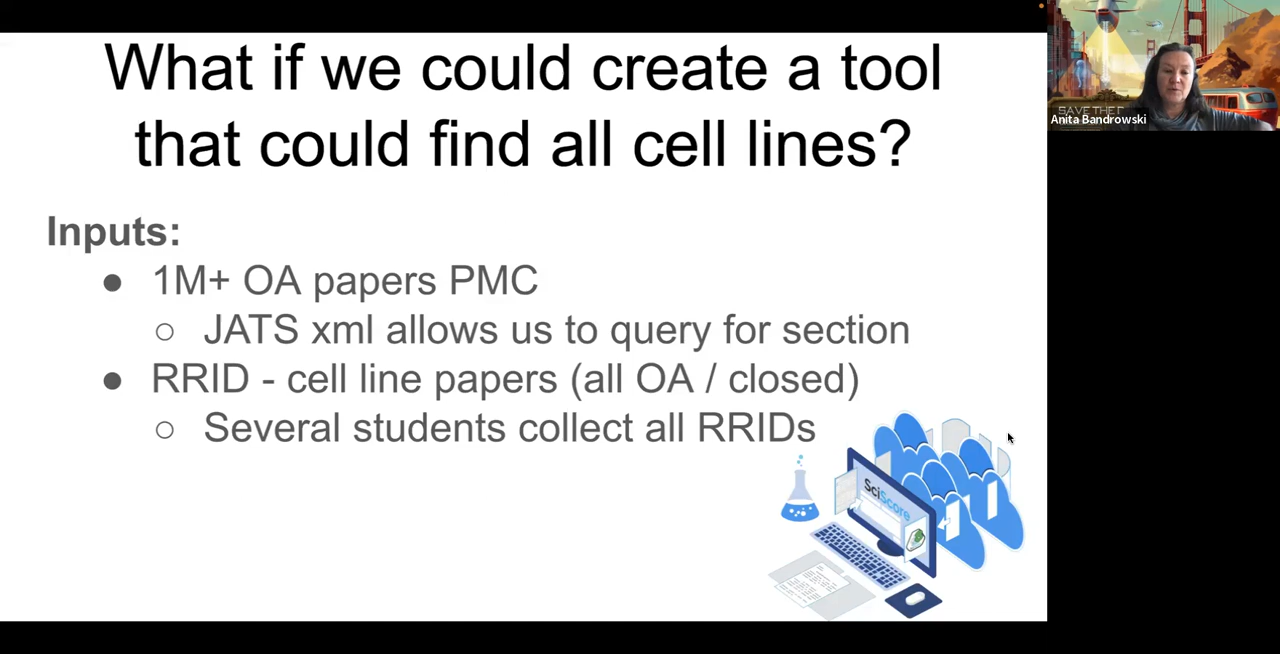 What if we could create a tool
that could find all cell lines?
Inputs:
● 1M+ OA papers PMC
○ JATS xml allows us to query for section
● RRID - cell line papers (all OA / closed)
○ Several students collect all RRIDs
SciScore
SAVE THE
Anita Bandrowski